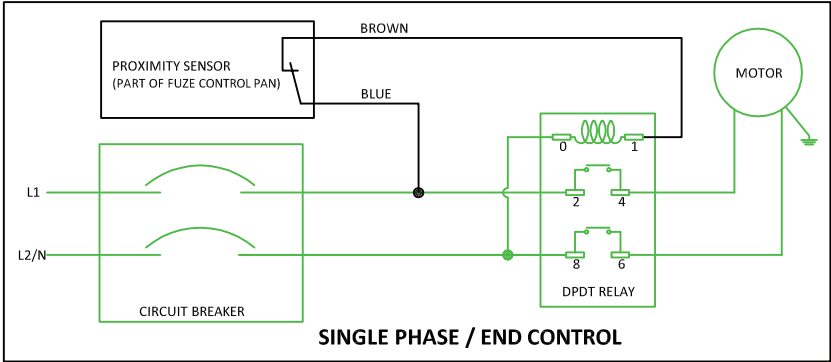 BROWN
PROXIMITY SENSOR
(PART OF FUZE CONTROL PAN)
MOTOR
BLUE
0 1
L1
2 4
L2/N
8 6
DPDT RELAY
CIRCUIT BREAKER
SINGLE PHASE / END CONTROL